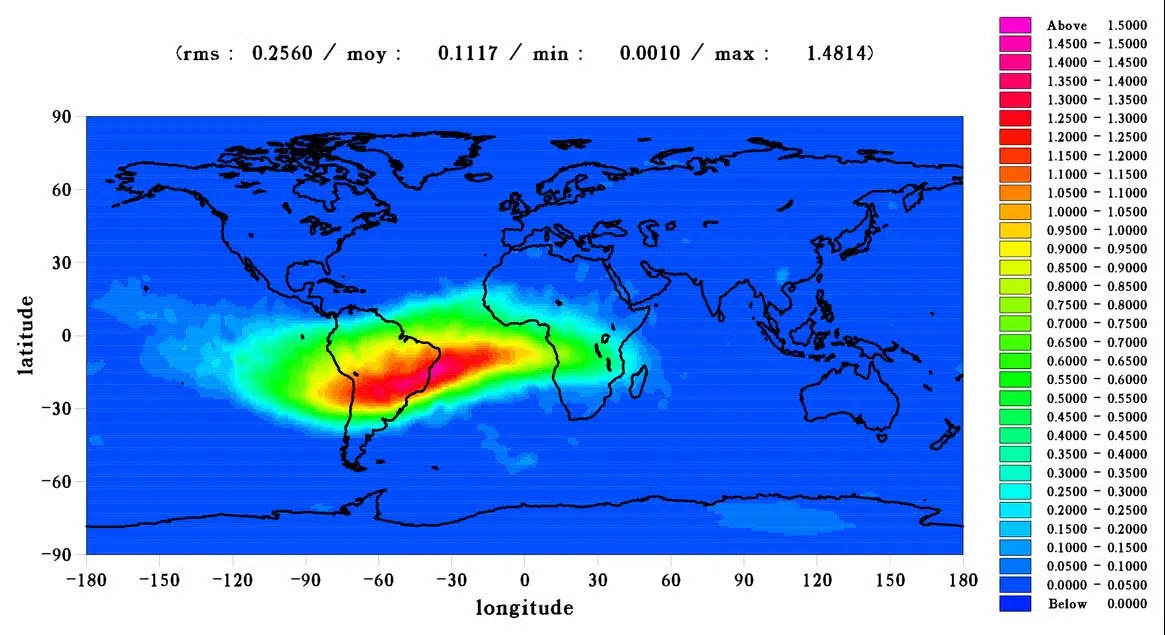 (rms : 0.2560 / moy : 0.1117 / min : 0.0010 / max : 1.4814)
90
60
30
0
−30
−60
−90
latitude
−180 −150 −120 −90 −60 −30 0 30 60 90 120 150 180
longitude
Above 1.5000
1.4500 − 1.5000
1.4000 − 1.4500
1.3500 − 1.4000
1.3000 − 1.3500
1.2500 − 1.3000
1.2000 − 1.2500
1.1500 − 1.2000
1.1000 − 1.1500
1.0500 − 1.1000
1.0000 − 1.0500
0.9500 − 1.0000
0.9000 − 0.9500
0.8500 − 0.9000
0.8000 − 0.8500
0.7500 − 0.8000
0.7000 − 0.7500
0.6500 − 0.7000
0.6000 − 0.6500
0.5500 − 0.6000
0.5000 − 0.5500
0.4500 − 0.5000
0.4000 − 0.4500
0.3500 − 0.4000
0.3000 − 0.3500
0.2500 − 0.3000
0.2000 − 0.2500
0.1500 − 0.2000
0.1000 − 0.1500
0.0500 − 0.1000
0.0000 − 0.0500
Below 0.0000